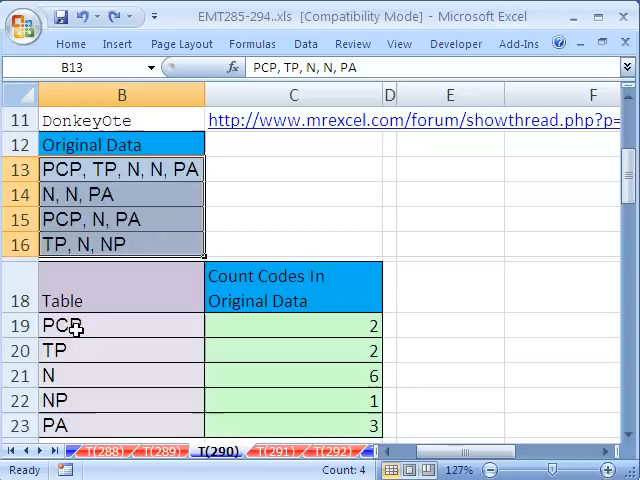 EMT285-294..xls [Compatibility Mode] - Microsoft Excel
Home Insert Page Layout Formulas Data Review View Developer Add-Ins
B13 fx PCP, TP, N, N, PA
B C D E F
11 DonkeyOte http://www.mrexcel.com/forum/showthread.php?p=
12 Original Data
13 PCP, TP, N, N, PA
14 N, N, PA
15 PCP, N, PA
16 TP, N, NP
Count Codes In
18 Table Original Data
19 PCP 2
20 TP 2
21 N 6
22 NP 1
23 PA 3
T(288) T(289) T(290) T(291) T(292)
Ready Count: 4 127%